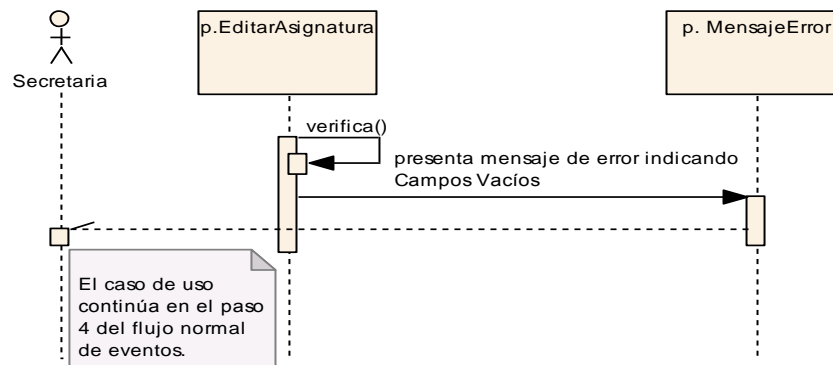 p.EditarAsignatura
p. MensajeError
Secretaria
verifica()
presenta mensaje de error indicando
Campos Vacíos
El caso de uso
continúa en el paso
4 del flujo normal
de eventos.